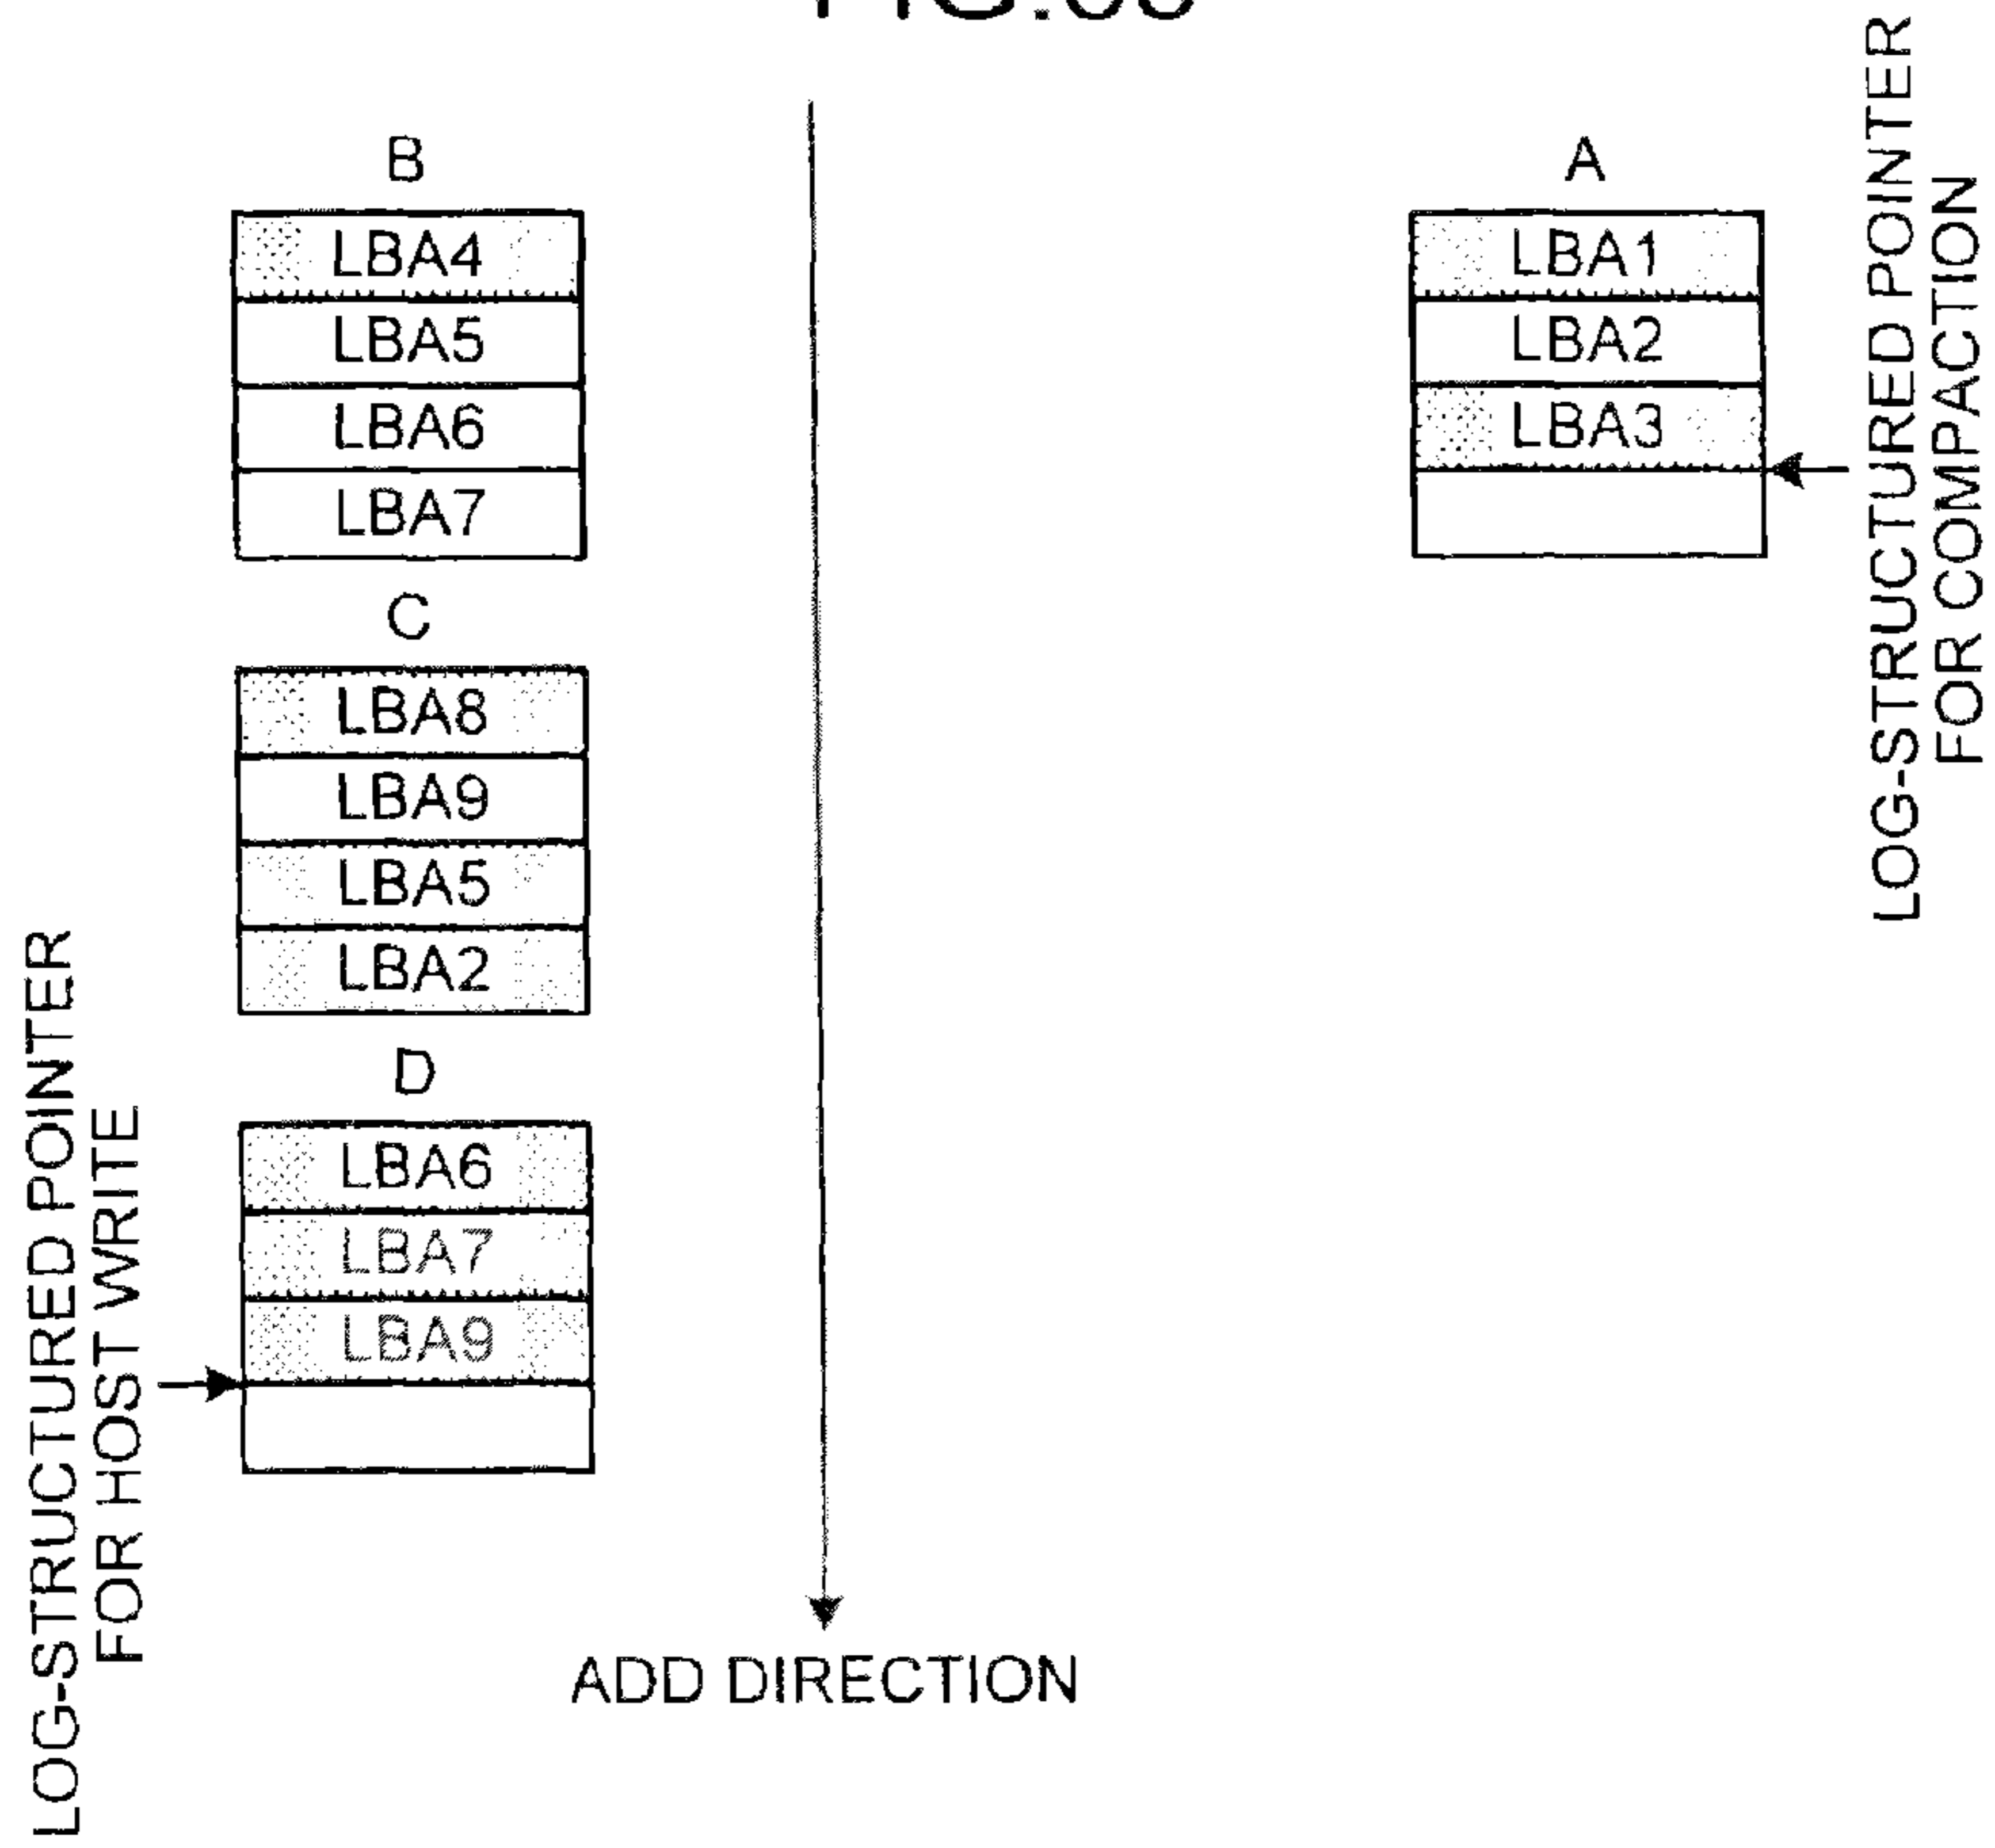 B
LBA4
LBA5
LBA6
LBA7
C
LBA8
LBA9
LBA5
LBA2
D
LBA6
LBA7
LBA9
LOG-STRUCTURED POINTER
FOR HOST WRITE
ADD DIRECTION
A
LBA1
LBA2
LBA3
LOG-STRUCTURED POINTER
FOR COMPACTION